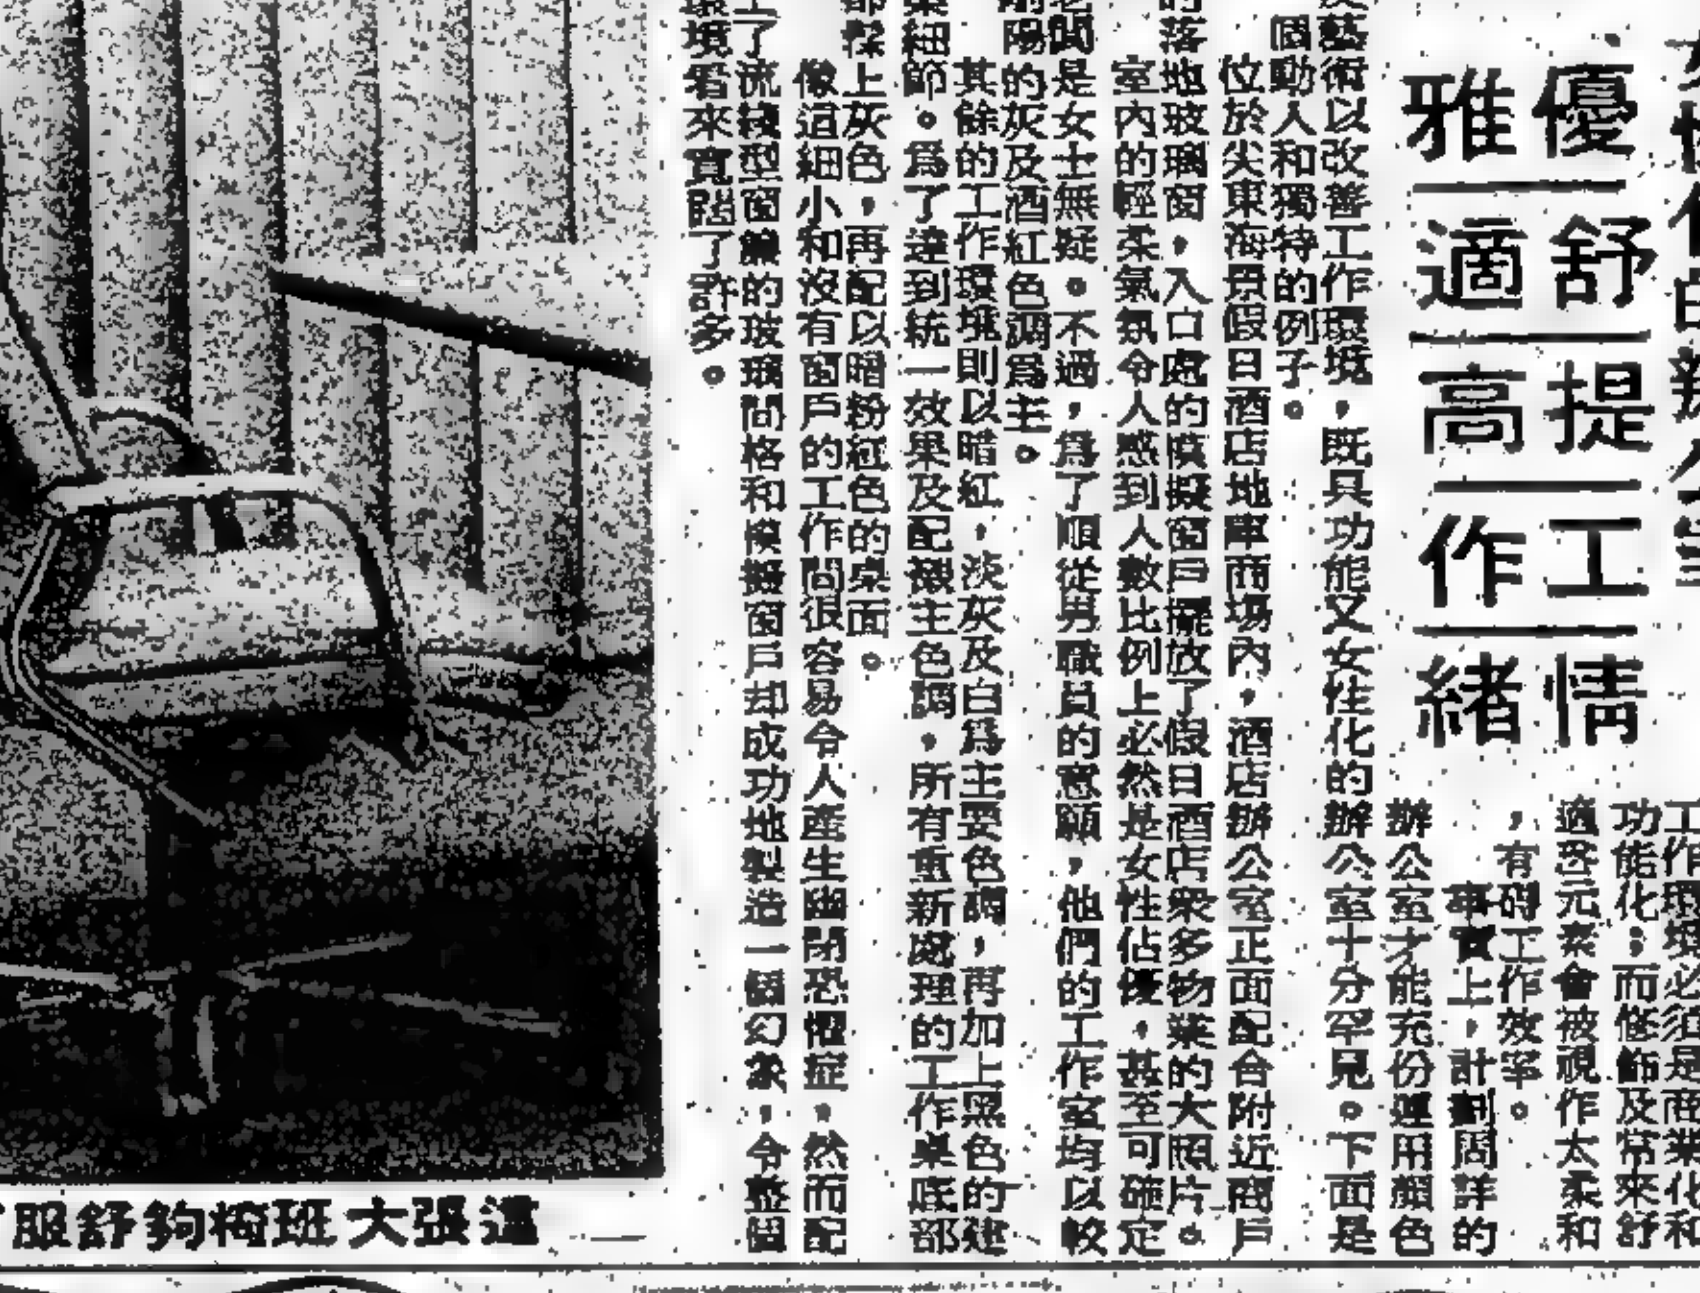 優雅
舒適
提高
工作
情緒
工作環境必須是商業化和
功能化；而修飾及常來舒
適吝元素會被視作太柔和
，有碍工作效率。
事實上，計劃周詳的
辦公室才能充份運用顏色
藝術以改善工作環境，既具功能又女性化的辦公室十分罕見。下面是
個動人和獨特的例子。
位於尖東海景假日酒店地庫商場內，酒店辦公室正面配合附近商戶
的落地玻璃窗，入口處的模擬窗戶擺放了假日酒店衆多物業的大照片。
室內的輕柔氣氛令人感到人數比例上必然是女性佔優，甚至可確定
是女士無疑。不過，爲了順從男職員的意願，他們的工作室均以較
陽的灰及酒紅色調爲主。
其餘的工作環境則以暗紅，淡灰及白爲主要色調，再加上黑色的建
細節。爲了達到統一效果及配襯主色調，所有重新處理的工作桌底部
都髹上灰色，再配以暗粉紅色的桌面。
像這細小和沒有窗戶的工作間很容易令人產生幽閉恐懼症，然而配
上了流綫型窗簾的玻璃間格和模擬窗戶却成功地製造一個幻象，令整個
環境看來寬闊了許多。
這張大班椅夠舒服